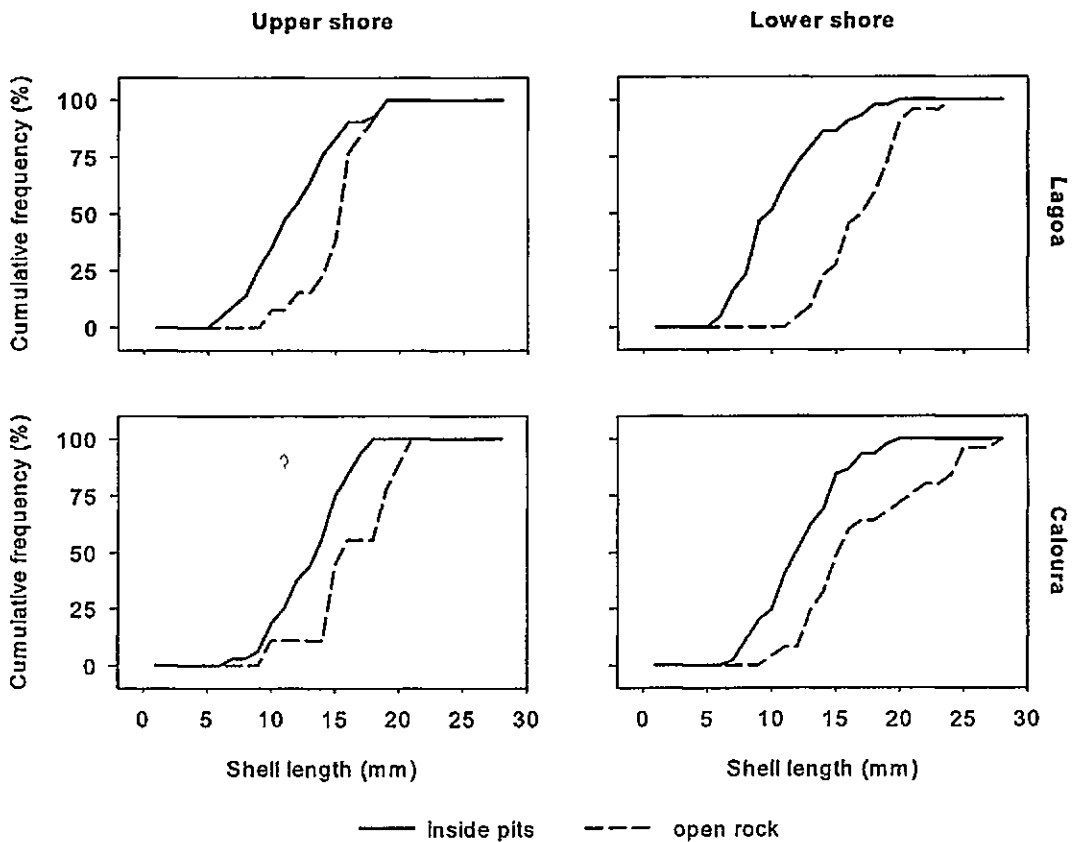 Upper shore
Lower shore
Cumulative frequency (%)
100
75
50
25
0
Lagoa
Cumulative frequency (%)
100
75
50
25
0
?
Caloura
0 5 10 15 20 25 30
0 5 10 15 20 25 30
Shell length (mm)
Shell length (mm)
Inside pits
open rock